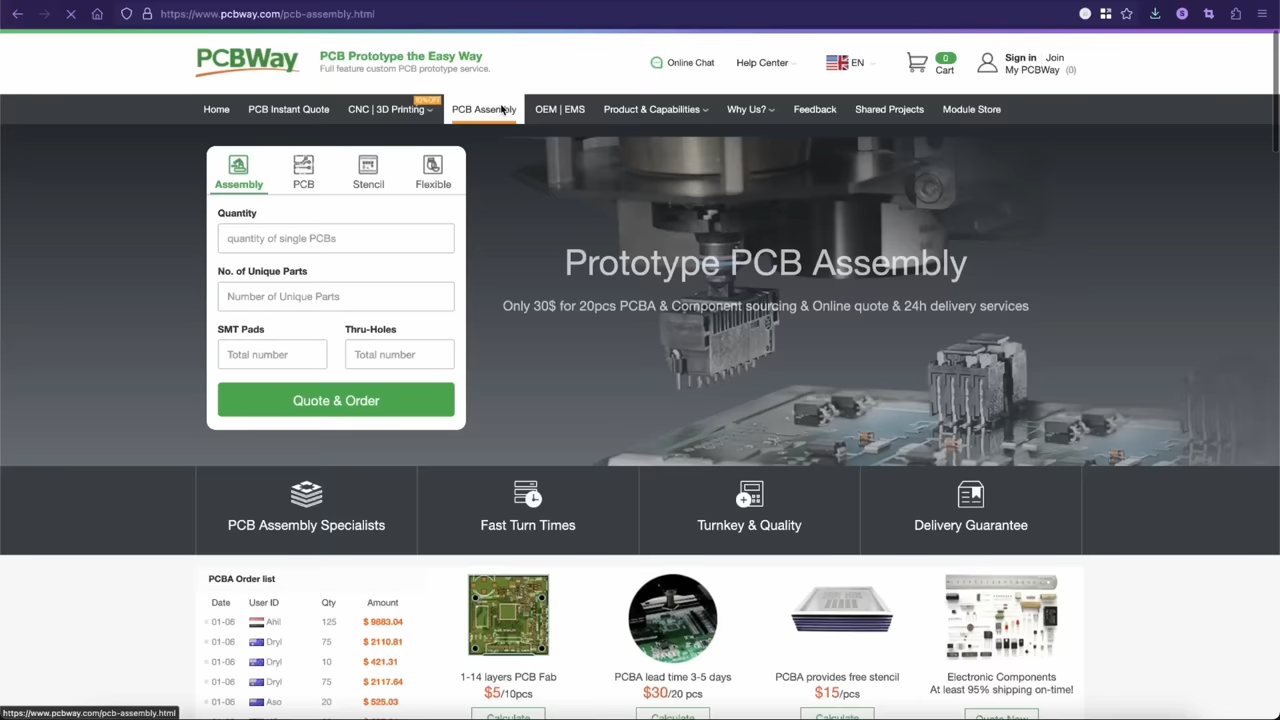 https://www.pcbway.com/pcb-assembly.html
PCBWay
PCB Prototype the Easy Way
Full feature custom PCB prototype service.
Online Chat
Help Center
EN
0
Cart
Sign in Join
My PCBWay (0)
Home
PCB Instant Quote
CNC | 3D Printing
10%OFF
PCB Assembly
OEM | EMS
Product & Capabilities
Why Us?
Feedback
Shared Projects
Module Store
Assembly
PCB
Stencil
Flexible
Quantity
quantity of single PCBs
No. of Unique Parts
Number of Unique Parts
SMT Pads
Thru-Holes
Total number
Total number
Quote & Order
Prototype PCB Assembly
Only 30$ for 20pcs PCBA & Component sourcing & Online quote & 24h delivery services
PCB Assembly Specialists
Fast Turn Times
Turnkey & Quality
Delivery Guarantee
PCBA Order list
Date User ID Qty Amount
01-06 Ahil 125 $ 9883.04
01-06 Dryl 75 $ 2110.81
01-06 Dryl 10 $ 421.31
01-06 Dryl 75 $ 2117.64
01-06 Aso 20 $ 525.03
1-14 layers PCB Fab
$5/10pcs
Calculate
PCBA lead time 3-5 days
$30/20 pcs
Calculate
PCBA provides free stencil
$15/pcs
Calculate
Electronic Components
At least 95% shipping on-time!
Quote Now
https://www.pcbway.com/pcb-assembly.html